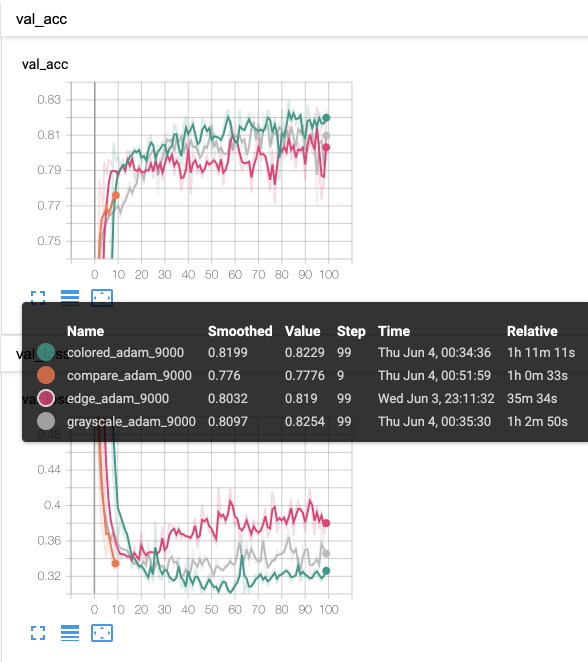 val_acc
val_acc
0.83
0.81
0.79
0.77
0.75
0 10 20 30 40 50 60 70 80 90 100
Name Smoothed Value Step Time Relative
colored_adam_9000 0.8199 0.8229 99 Thu Jun 4, 00:34:36 1h 11m 11s
compare_adam_9000 0.776 0.7776 9 Thu Jun 4, 00:51:59 1h 0m 33s
edge_adam_9000 0.8032 0.819 99 Wed Jun 3, 23:11:32 35m 34s
grayscale_adam_9000 0.8097 0.8254 99 Thu Jun 4, 00:35:30 1h 2m 50s
0.48
0.44
0.4
0.36
0.32
0 10 20 30 40 50 60 70 80 90 100